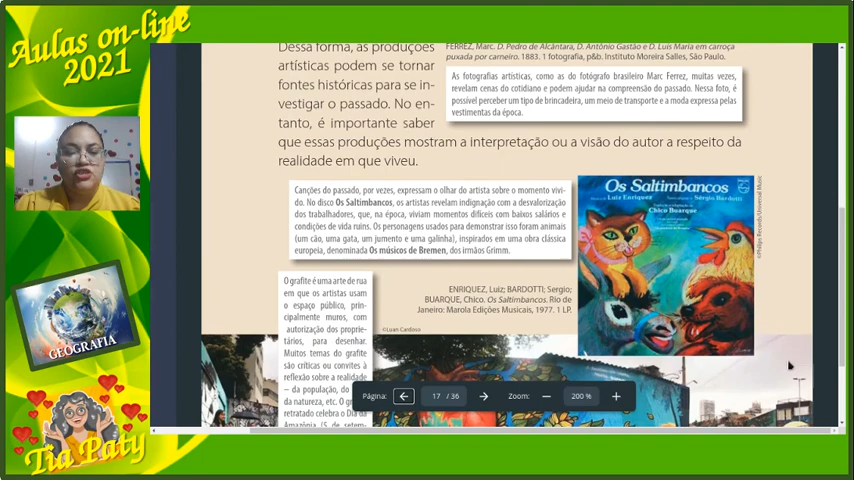 Aulas on-line
2021
GEOGRAFIA
Tia Paty
Dessa forma, as produções
artísticas podem se tornar
fontes históricas para se in-
vestigar o passado. No en-
tanto, é importante saber
que essas produções mostram a interpretação ou a visão do autor a respeito da
realidade em que viveu.
FERREZ, Marc. D. Pedro de Alcântara, D. Antônio Gastão e D. Luís Maria em carroça
puxada por carneiro. 1883. 1 fotografia, p&b. Instituto Moreira Salles, São Paulo.
As fotografias artísticas, como as do fotógrafo brasileiro Marc Ferrez, muitas vezes,
revelam cenas do cotidiano e podem ajudar na compreensão do passado. Nessa foto, é
possível perceber um tipo de brincadeira, um meio de transporte e a moda expressa pelas
vestimentas da época.
Canções do passado, por vezes, expressam o olhar do artista sobre o momento vivi-
do. No disco Os Saltimbancos, os artistas revelam indignação com a desvalorização
dos trabalhadores, que, na época, viviam momentos difíceis com baixos salários e
condições de vida ruins. Os personagens usados para demonstrar isso foram animais
(um cão, uma gata, um jumento e uma galinha), inspirados em uma obra clássica
europeia, denominada Os músicos de Bremen, dos irmãos Grimm.
Os Saltimbancos
Luiz Enriquez
Sergio Bardotti
Chico Buarque
PHILIPS
©Philips Records/Universal Music
ENRIQUEZ, Luiz; BARDOTTI; Sergio;
BUARQUE, Chico. Os Saltimbancos. Rio de
Janeiro: Marola Edições Musicais, 1977. 1 LP.
©Luan Cardoso
O grafite é uma arte de rua
em que os artistas usam
o espaço público, prin-
cipalmente muros, com
autorização dos proprie-
tários, para desenhar.
Muitos temas do grafite
são críticas ou convites à
reflexão sobre a realidade
– da população, do
da natureza, etc. O gr
retratado celebra o Dia da
Amazônia (5 de setem-
Página:
17 / 36
Zoom:
200 %